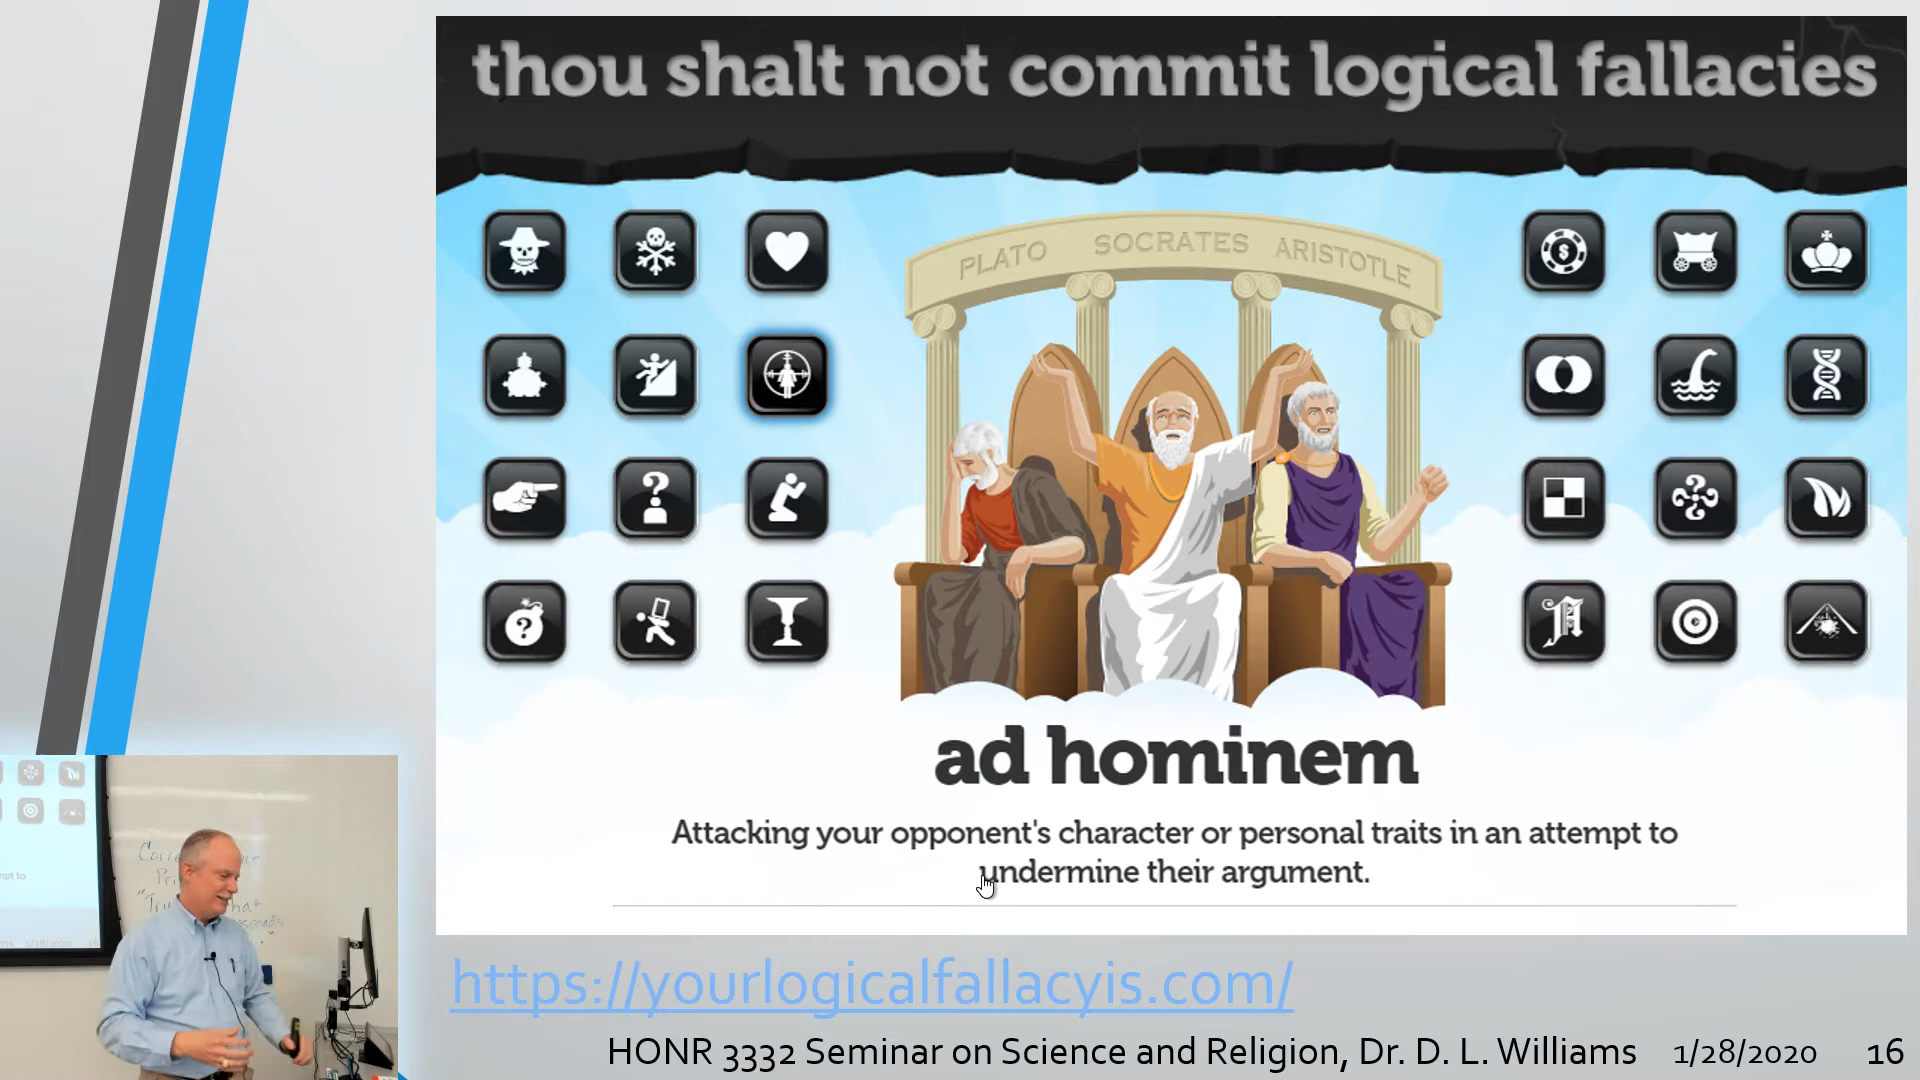 thou shalt not commit logical fallacies
PLATO SOCRATES ARISTOTLE
ad hominem
Attacking your opponent's character or personal traits in an attempt to
undermine their argument.
https://yourlogicalfallacyis.com/
HONR 3332 Seminar on Science and Religion, Dr. D. L. Williams 1/28/2020 16